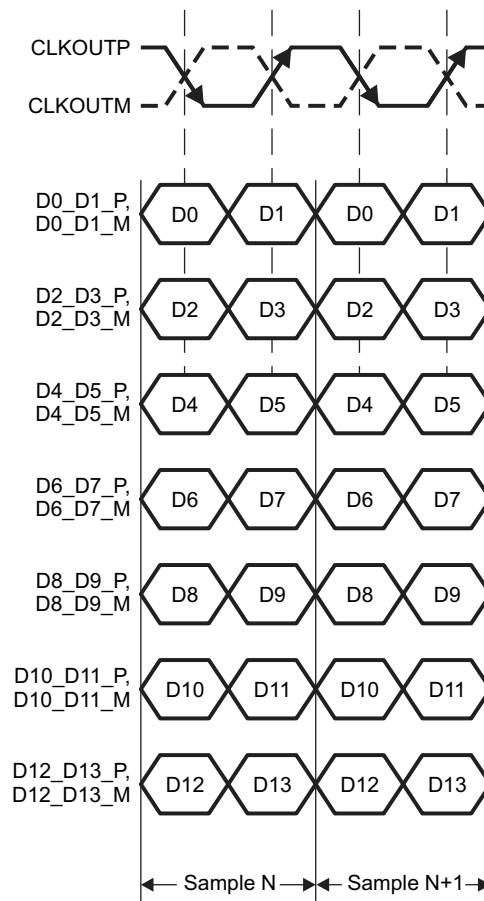 CLKOUTP
CLKOUTM
D0_D1_P,
D0_D1_M
D0 D1 D0 D1
D2_D3_P,
D2_D3_M
D2 D3 D2 D3
D4_D5_P,
D4_D5_M
D4 D5 D4 D5
D6_D7_P,
D6_D7_M
D6 D7 D6 D7
D8_D9_P,
D8_D9_M
D8 D9 D8 D9
D10_D11_P,
D10_D11_M
D10 D11 D10 D11
D12_D13_P,
D12_D13_M
D12 D13 D12 D13
Sample N Sample N+1